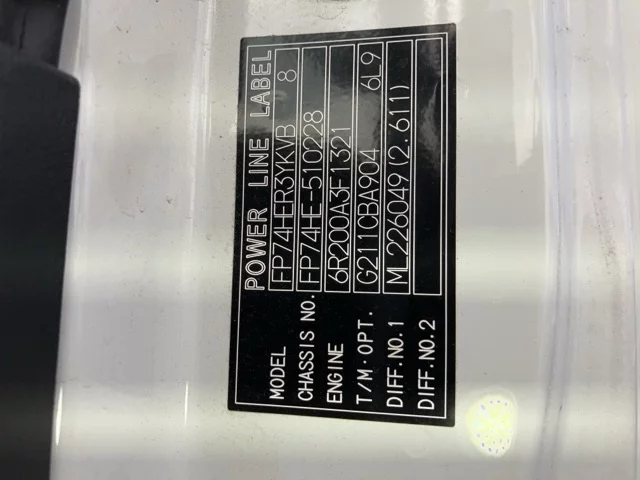 POWER LINE LABEL
MODEL FP74HER3YKVB 8
CHASSIS NO. FP74HE-510228
ENGINE 6R200A3F1321
T/M·OPT. G211CBA904 6L9
DIFF.NO.1 ML226049(2.611)
DIFF.NO.2